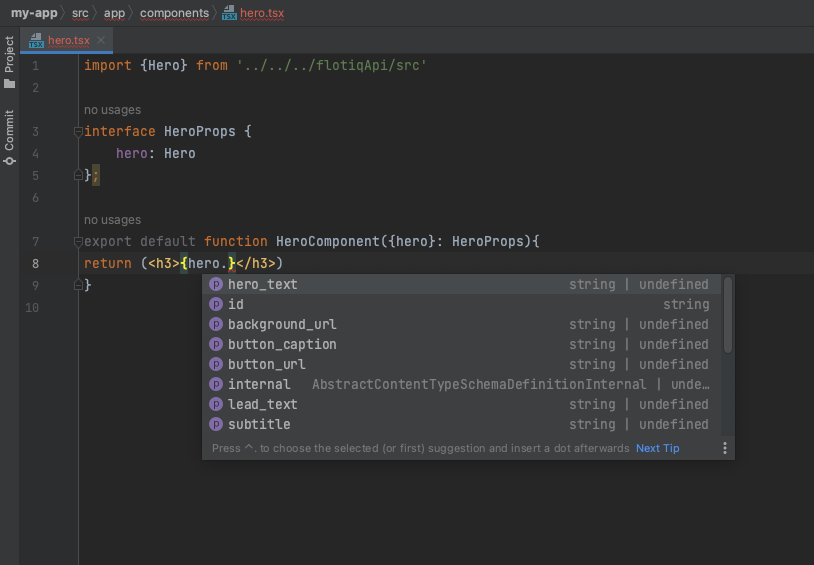 my-app src app components hero.tsx
hero.tsx
Project
Commit
1 import {Hero} from '../../../flotiqApi/src'
2
no usages
3 interface HeroProps {
4 hero: Hero
5 };
6
no usages
7 export default function HeroComponent({hero}: HeroProps){
8 return (<h3>{hero.}</h3>)
9 }
10
p hero_text string | undefined
p id string
p background_url string | undefined
p button_caption string | undefined
p button_url string | undefined
p internal AbstractContentTypeSchemaDefinitionInternal | unde…
p lead_text string | undefined
p subtitle string | undefined
Press ^. to choose the selected (or first) suggestion and insert a dot afterwards Next Tip